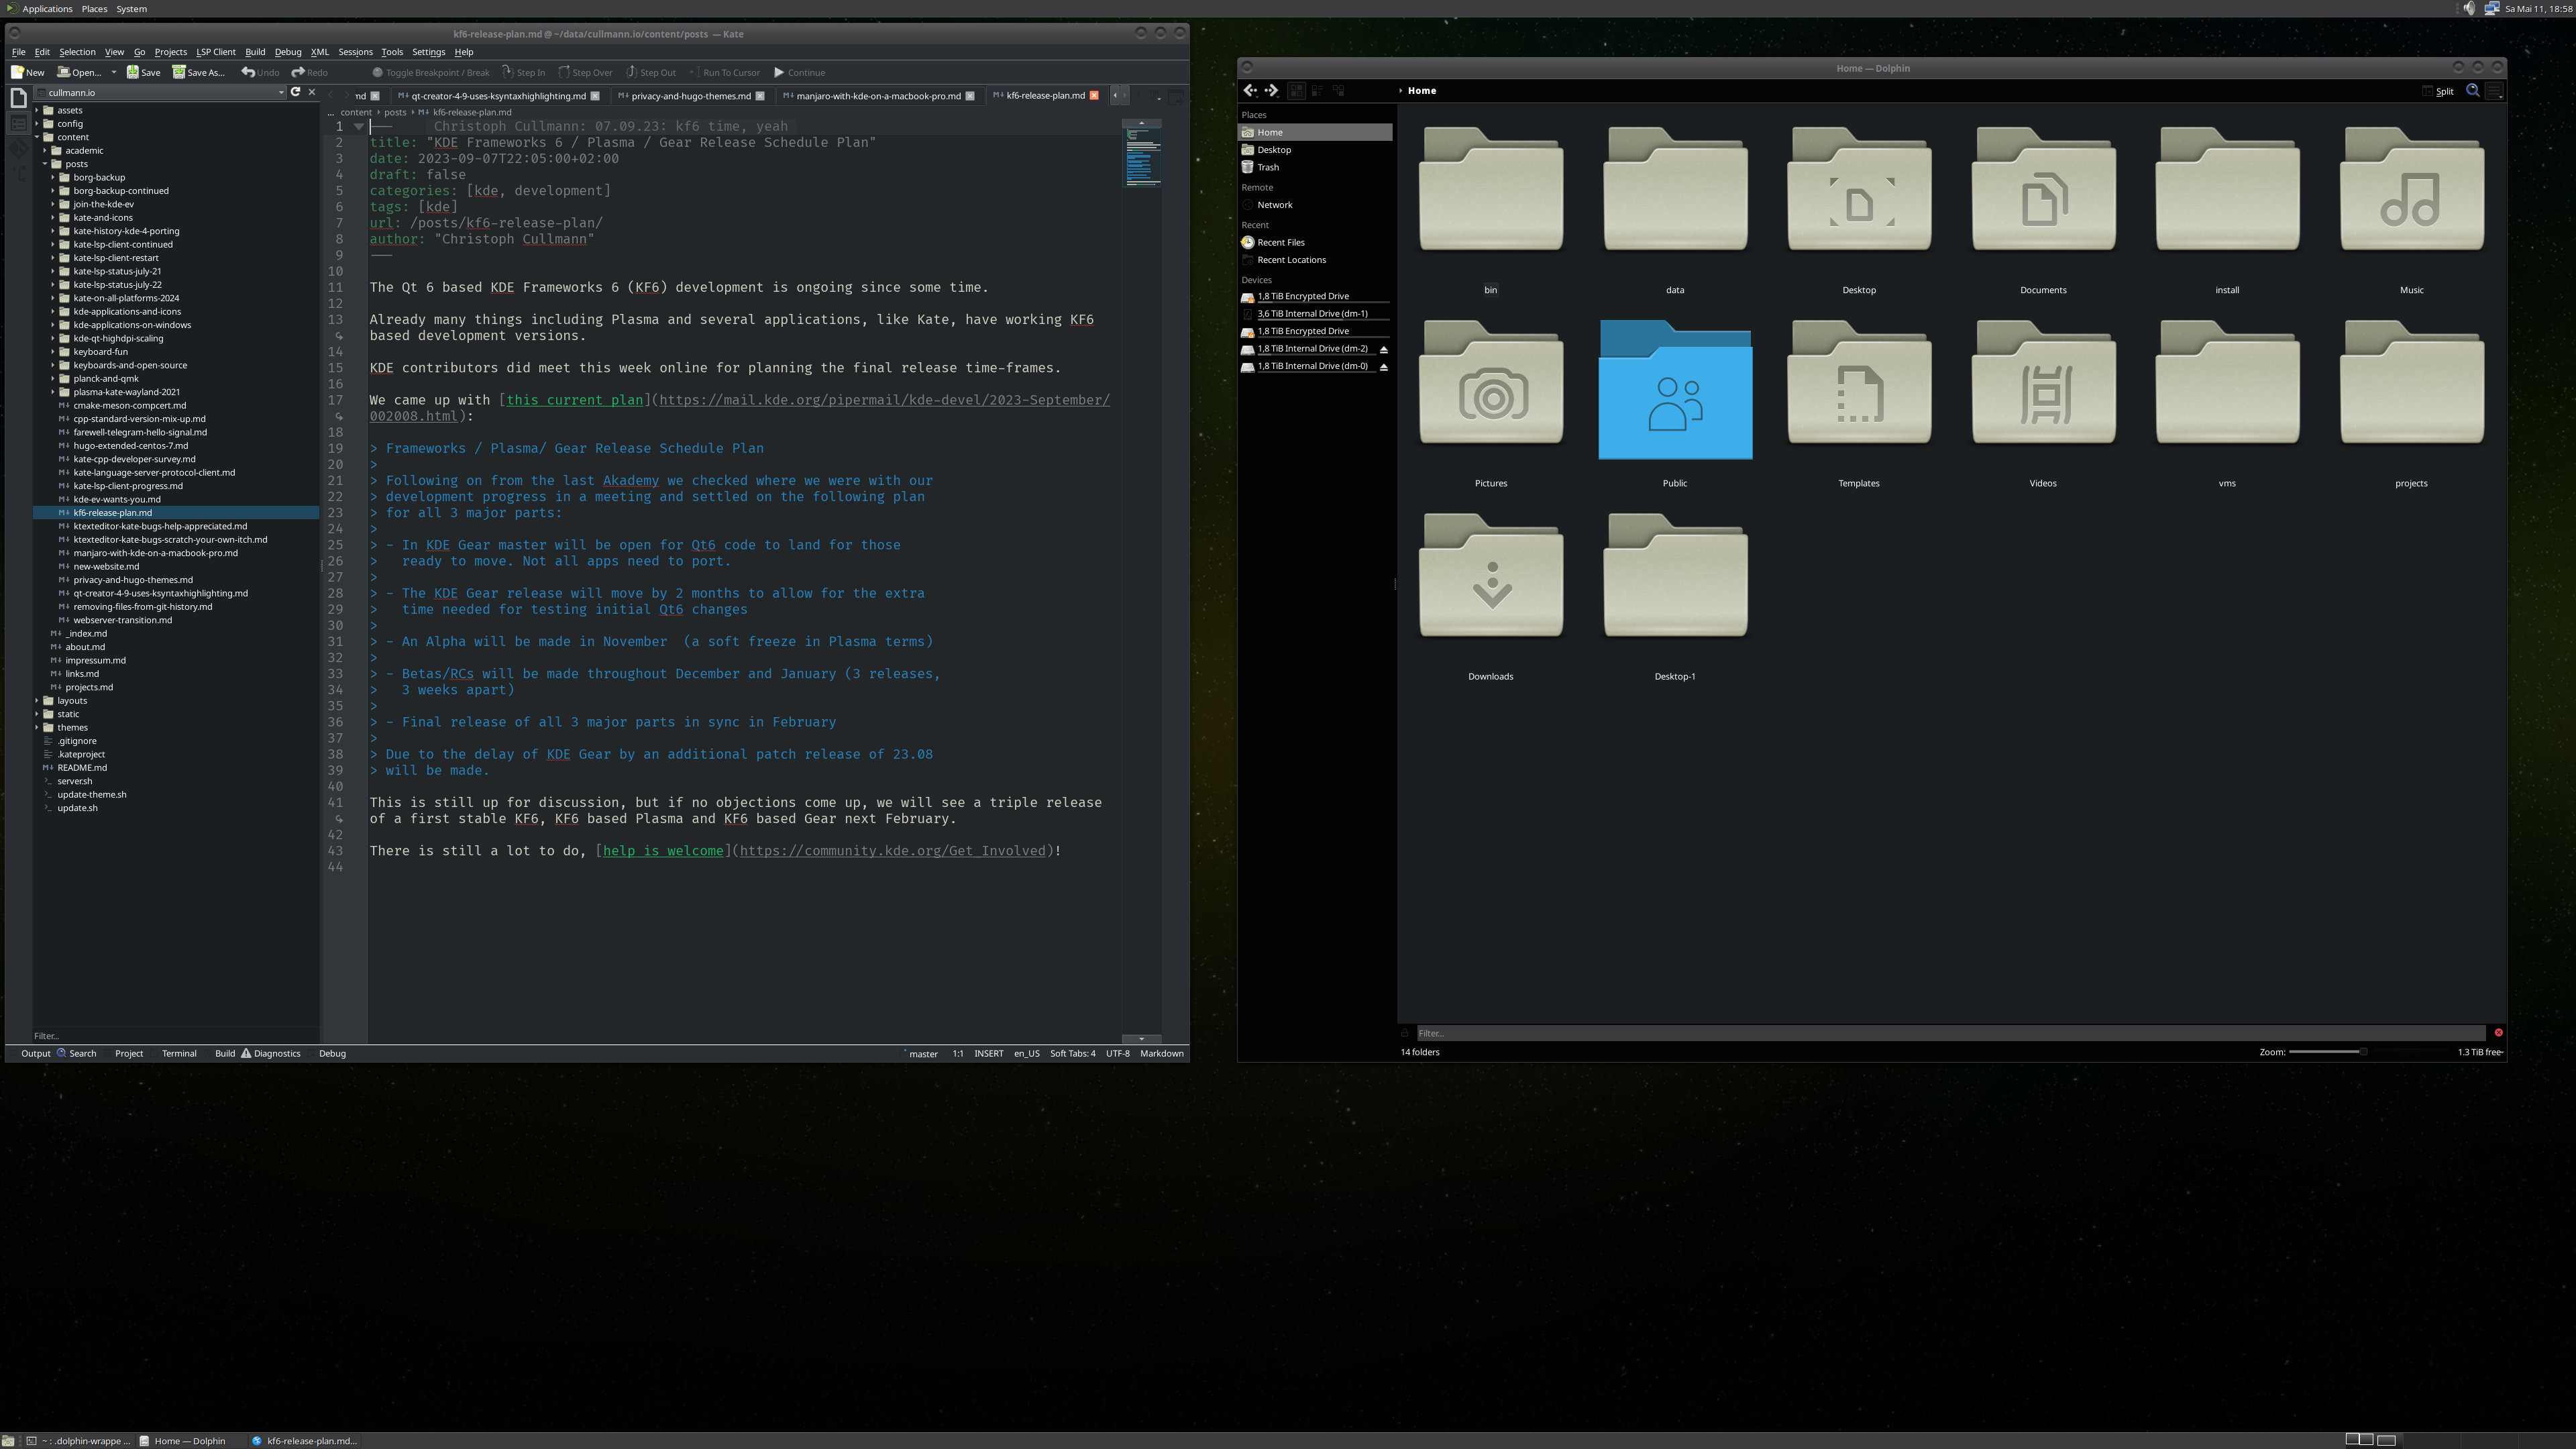 Applications Places System
Sa Mai 11, 18:58
kf6-release-plan.md @ ~/data/cullmann.io/content/posts — Kate
File Edit Selection View Go Projects LSP Client Build Debug XML Sessions Tools Settings Help
New Open... Save Save As... Undo Redo Toggle Breakpoint / Break Step In Step Over Step Out Run To Cursor Continue
cullmann.io
assets
config
content
academic
posts
borg-backup
borg-backup-continued
join-the-kde-ev
kate-and-icons
kate-history-kde-4-porting
kate-lsp-client-continued
kate-lsp-client-restart
kate-lsp-status-july-21
kate-lsp-status-july-22
kate-on-all-platforms-2024
kde-applications-and-icons
kde-applications-on-windows
kde-qt-highdpi-scaling
keyboard-fun
keyboards-and-open-source
planck-and-qmk
plasma-kate-wayland-2021
cmake-meson-compcert.md
cpp-standard-version-mix-up.md
farewell-telegram-hello-signal.md
hugo-extended-centos-7.md
kate-cpp-developer-survey.md
kate-language-server-protocol-client.md
kate-lsp-client-progress.md
kde-ev-wants-you.md
kf6-release-plan.md
ktexteditor-kate-bugs-help-appreciated.md
ktexteditor-kate-bugs-scratch-your-own-itch.md
manjaro-with-kde-on-a-macbook-pro.md
new-website.md
privacy-and-hugo-themes.md
qt-creator-4-9-uses-ksyntaxhighlighting.md
removing-files-from-git-history.md
webserver-transition.md
_index.md
about.md
impressum.md
links.md
projects.md
layouts
static
themes
.gitignore
.kateproject
README.md
server.sh
update-theme.sh
update.sh
Filter...
md qt-creator-4-9-uses-ksyntaxhighlighting.md privacy-and-hugo-themes.md manjaro-with-kde-on-a-macbook-pro.md kf6-release-plan.md
... content › posts › kf6-release-plan.md
1 --- Christoph Cullmann: 07.09.23: kf6 time, yeah
2 title: "KDE Frameworks 6 / Plasma / Gear Release Schedule Plan"
3 date: 2023-09-07T22:05:00+02:00
4 draft: false
5 categories: [kde, development]
6 tags: [kde]
7 url: /posts/kf6-release-plan/
8 author: "Christoph Cullmann"
9 ---
10
11 The Qt 6 based KDE Frameworks 6 (KF6) development is ongoing since some time.
12
13 Already many things including Plasma and several applications, like Kate, have working KF6
based development versions.
14
15 KDE contributors did meet this week online for planning the final release time-frames.
16
17 We came up with [this current plan](https://mail.kde.org/pipermail/kde-devel/2023-September/
002008.html):
18
19 > Frameworks / Plasma/ Gear Release Schedule Plan
20 >
21 > Following on from the last Akademy we checked where we were with our
22 > development progress in a meeting and settled on the following plan
23 > for all 3 major parts:
24 >
25 > - In KDE Gear master will be open for Qt6 code to land for those
26 > ready to move. Not all apps need to port.
27 >
28 > - The KDE Gear release will move by 2 months to allow for the extra
29 > time needed for testing initial Qt6 changes
30 >
31 > - An Alpha will be made in November (a soft freeze in Plasma terms)
32 >
33 > - Betas/RCs will be made throughout December and January (3 releases,
34 > 3 weeks apart)
35 >
36 > - Final release of all 3 major parts in sync in February
37 >
38 > Due to the delay of KDE Gear by an additional patch release of 23.08
39 > will be made.
40
41 This is still up for discussion, but if no objections come up, we will see a triple release
of a first stable KF6, KF6 based Plasma and KF6 based Gear next February.
42
43 There is still a lot to do, [help is welcome](https://community.kde.org/Get_Involved)!
44
Output Search Project Terminal Build Diagnostics Debug
master 1:1 INSERT en_US Soft Tabs: 4 UTF-8 Markdown
Home — Dolphin
› Home
Split
Places
Home
Desktop
Trash
Remote
Network
Recent
Recent Files
Recent Locations
Devices
1,8 TiB Encrypted Drive
3,6 TiB Internal Drive (dm-1)
1,8 TiB Encrypted Drive
1,8 TiB Internal Drive (dm-2)
1,8 TiB Internal Drive (dm-0)
bin data Desktop Documents install Music
Pictures Public Templates Videos vms projects
Downloads Desktop-1
Filter...
14 folders
Zoom:
1.3 TiB free
~ : .dolphin-wrappe ... Home — Dolphin kf6-release-plan.md...